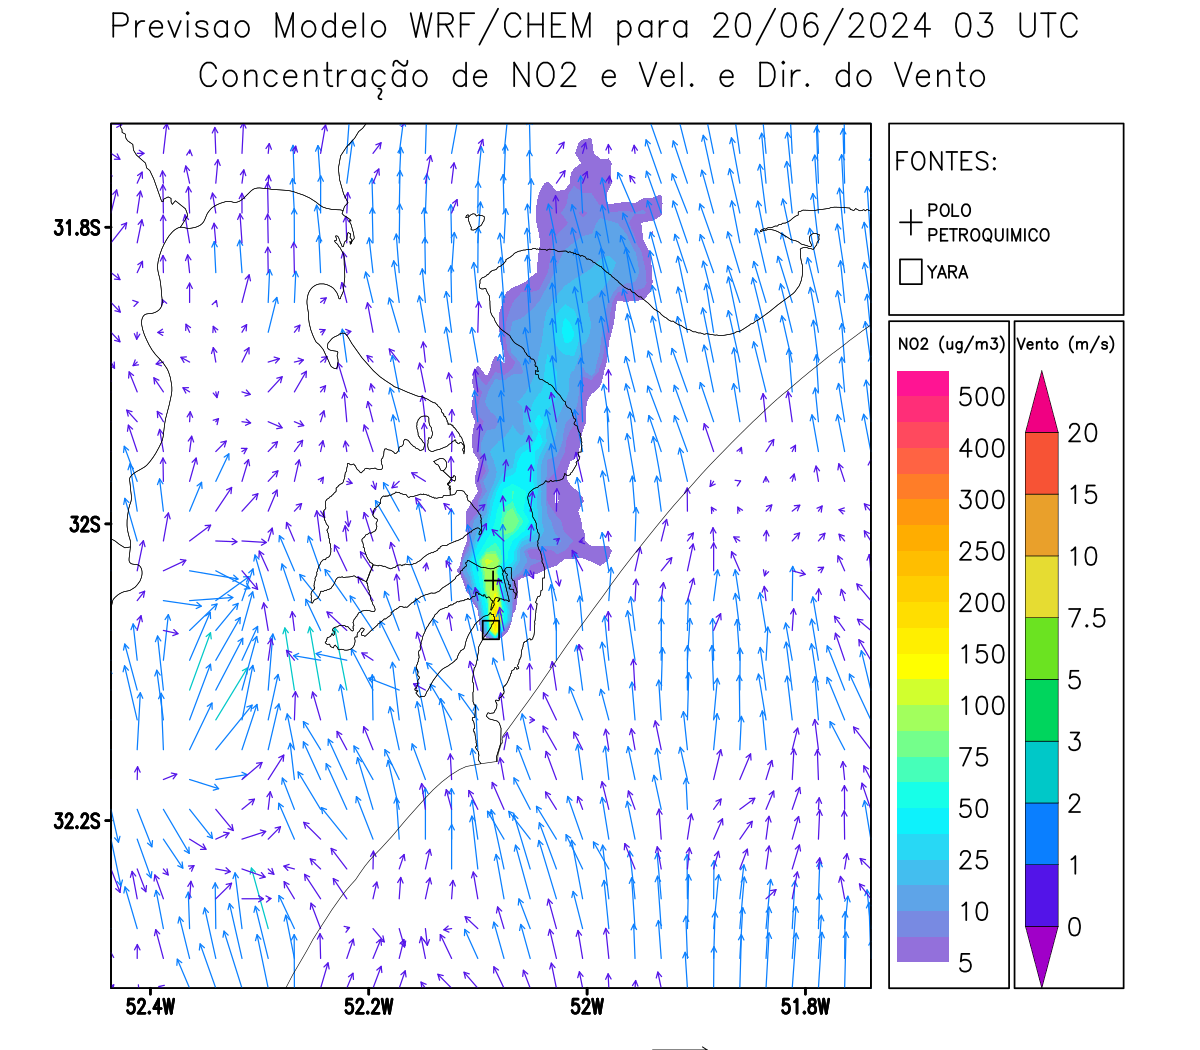 Previsao Modelo WRF/CHEM para 20/06/2024 03 UTC
Concentração de NO2 e Vel. e Dir. do Vento
FONTES:
POLO
PETROQUIMICO
YARA
31.8S
32S
32.2S
52.4W
52.2W
52W
51.8W
NO2 (ug/m3)
500
400
300
250
200
150
100
75
50
25
10
5
Vento (m/s)
20
15
10
7.5
5
3
2
1
0